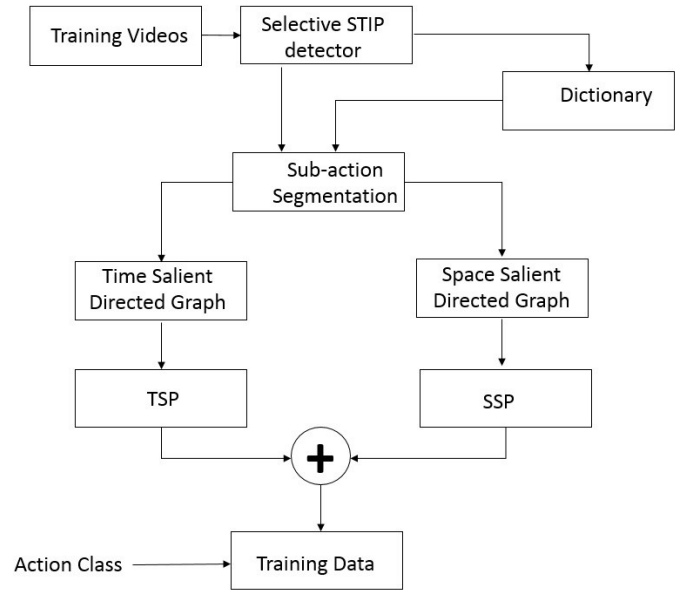 Training Videos
Selective STIP
detector
Dictionary
Sub-action
Segmentation
Time Salient
Directed Graph
Space Salient
Directed Graph
TSP
SSP
+
Action Class
Training Data